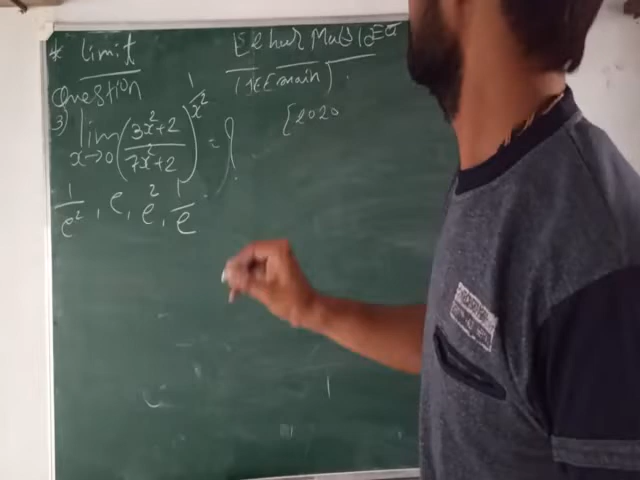 * Limit
Question
(JEE main)
[2020
3) lim x→0 ((3x²+2)/(7x²+2))^(1/x²) = ?
1/e², e, e², 1/e